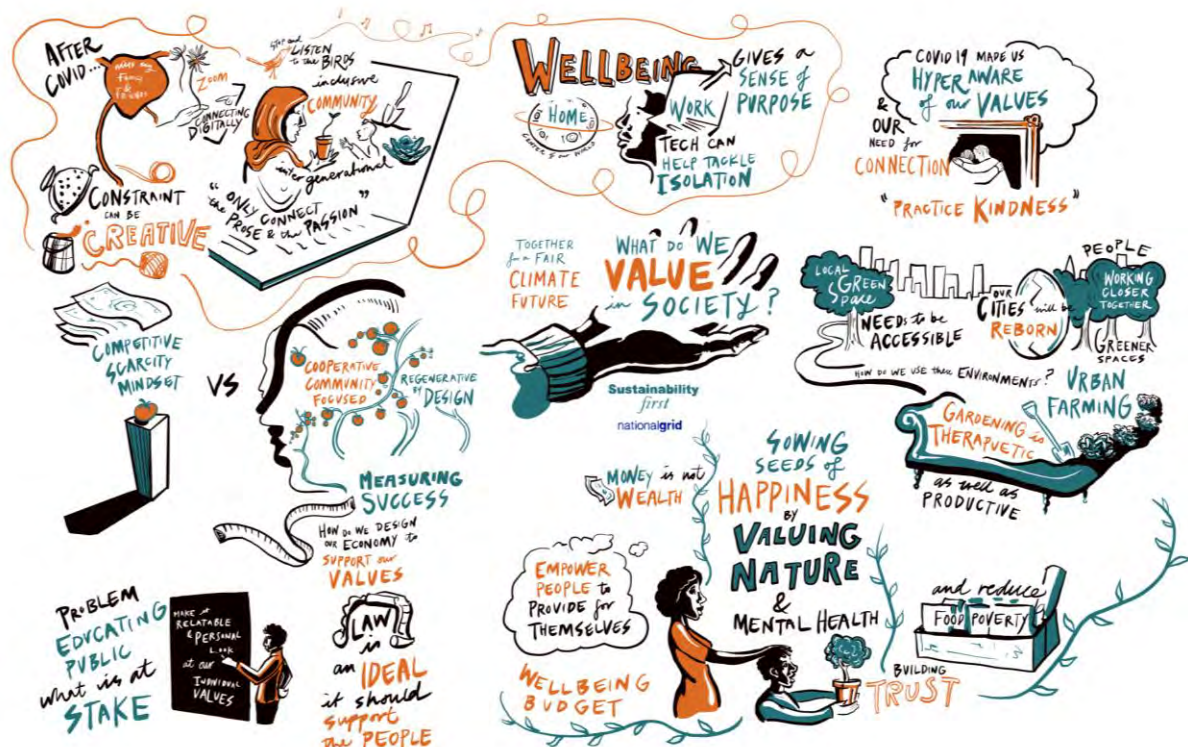 AFTER
COVID...
Family
&
ZOOM
CONNECTING
DIGITALLY
Stop and
LISTEN
to the BIRDS
inclusive
COMMUNITY
inter generational
"ONLY CONNECT
the PROSE & the PASSION"
CONSTRAINT
CAN BE
CREATIVE
WELLBEING
HOME
WORK
GIVES a
SENSE of
PURPOSE
TECH CAN
HELP TACKLE
ISOLATION
COVID 19 MADE US
HYPER AWARE
of our VALUES
& OUR
NEED for
CONNECTION
"PRACTICE KINDNESS"
TOGETHER
for a FAIR
CLIMATE
FUTURE
WHAT DO WE
VALUE
in SOCIETY?
Sustainability
first
nationalgrid
LOCAL
GREEN
SPACE
NEEDS to be
ACCESSIBLE
OUR
CITIES will be
REBORN
PEOPLE
WORKING
CLOSER
TOGETHER
GREENER
SPACES
HOW DO WE USE these ENVIRONMENTS?
URBAN
FARMING
GARDENING is
THERAPUETIC
as well as
PRODUCTIVE
COMPETITIVE
SCARCITY
MINDSET
VS
COOPERATIVE
COMMUNITY
FOCUSED
REGENERATIVE
BY DESIGN
MEASURING
SUCCESS
HOW DO WE DESIGN
OUR ECONOMY to
SUPPORT our
VALUES
MONEY is not
WEALTH
SOWING
SEEDS of
HAPPINESS
BY
VALUING
NATURE
&
MENTAL HEALTH
EMPOWER
PEOPLE to
PROVIDE for
THEMSELVES
WELLBEING
BUDGET
BUILDING
TRUST
and reduce
FOOD POVERTY
PROBLEM
EDUCATING
PUBLIC
what is at
STAKE
MAKE it
RELATABLE
& PERSONAL
LOOK
at our
INDIVIDUAL
VALUES
LAW
is
an IDEAL
it should
support
the PEOPLE